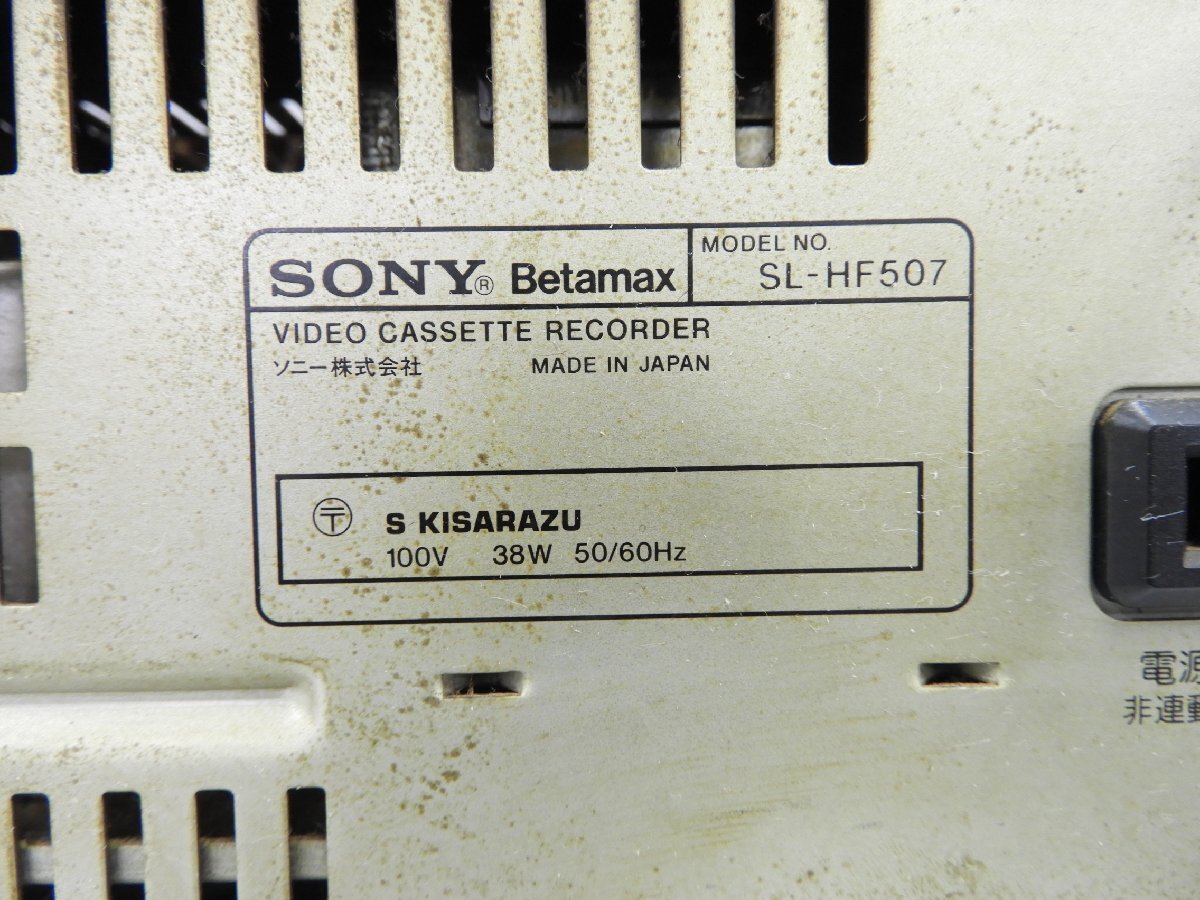 SONY® Betamax
MODEL NO.
SL-HF507
VIDEO CASSETTE RECORDER
ソニー株式会社 MADE IN JAPAN
〒 S KISARAZU
100V 38W 50/60Hz
電源
非連動